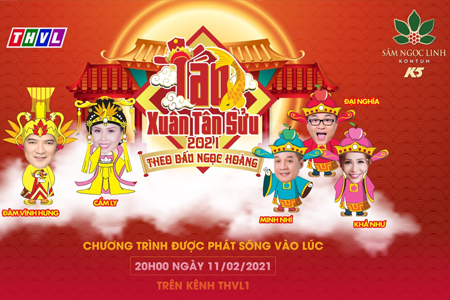 THVL
SÂM NGỌC LINH
KONTUM
K5
Táo
Xuân Tân Sửu
2021
THEO DẤU NGỌC HOÀNG
ĐẠI NGHĨA
ĐÀM VĨNH HƯNG
CẨM LY
MINH NHÍ
KHẢ NHƯ
CHƯƠNG TRÌNH ĐƯỢC PHÁT SÓNG VÀO LÚC
20H00 NGÀY 11/02/2021
TRÊN KÊNH THVL1